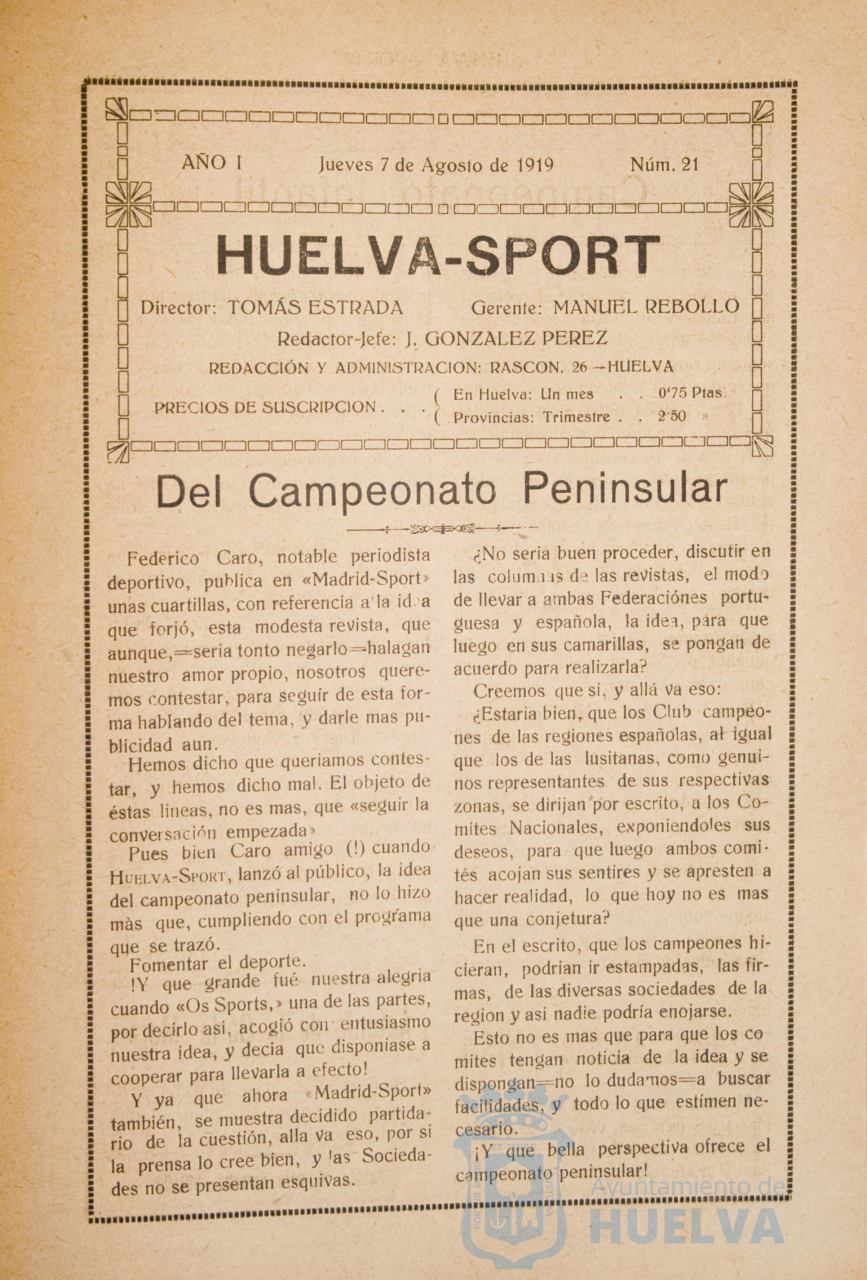 AÑO I Jueves 7 de Agosto de 1919 Núm. 21
HUELVA-SPORT
Director: TOMÁS ESTRADA Gerente: MANUEL REBOLLO
Redactor-Jefe: J. GONZALEZ PEREZ
REDACCIÓN Y ADMINISTRACION: RASCON, 26 —HUELVA
PRECIOS DE SUSCRIPCION . . . ( En Huelva: Un mes . . 0'75 Ptas.
( Provincias: Trimestre . . 2'50 »
Del Campeonato Peninsular
Federico Caro, notable periodista
deportivo, publica en «Madrid-Sport»
unas cuartillas, con referencia a la id a
que forjó, esta modesta revista, que
aunque,=seria tonto negarlo=halagan
nuestro amor propio, nosotros quere-
mos contestar, para seguír de esta for-
ma hablando del tema, y darle mas pu-
blicidad aun.
Hemos dicho que queriamos contes-
tar, y hemos dicho mal. El objeto de
éstas lineas, no es mas, que «seguir la
conversación empezada»
Pues bien Caro amigo (!) cuando
HUELVA-SPORT, lanzó al público, la idea
del campeonato peninsular, no lo hizo
màs que, cumpliendo con el programa
que se trazó.
Fomentar el deporte.
!Y que grande fué nuestra alegria
cuando «Os Sports,» una de las partes,
por decirlo asi, acogió con entusiasmo
nuestra idea, y decia que disponiase a
cooperar para llevarla a efecto!
Y ya que ahora «Madrid-Sport»
también, se muestra decidido partida-
rio de la cuestión, alla va eso, por si
la prensa lo cree bien, y las Socieda-
des no se presentan esquivas.
¿No seria buen proceder, discutir en
las columnas de las revistas, el modo
de llevar a ambas Federaciónes portu-
guesa y española, la idea, para que
luego en sus camarillas, se pongan de
acuerdo para realizarla?
Creemos que si, y allá va eso:
¿Estaria bien, que los Club campeo-
nes de las regiones españolas, al igual
que los de las lusitanas, como genui-
nos representantes de sus respectivas
zonas, se dirijan por escrito, a los Co-
mites Nacionales, exponiendoles sus
deseos, para que luego ambos comi-
tés acojan sus sentires y se apresten a
hacer realidad, lo que hoy no es mas
que una conjetura?
En el escrito, que los campeones hi-
cieran, podrian ir estampadas, las fir-
mas, de las diversas sociedades de la
region y asi nadie podría enojarse.
Esto no es mas que para que los co
mites tengan noticia de la idea y se
dispongan=no lo dudamos=a buscar
facilidades, y todo lo que estímen ne-
cesario.
¡Y que bella perspectiva ofrece el
campeonato peninsular!
Ayuntamiento de
HUELVA